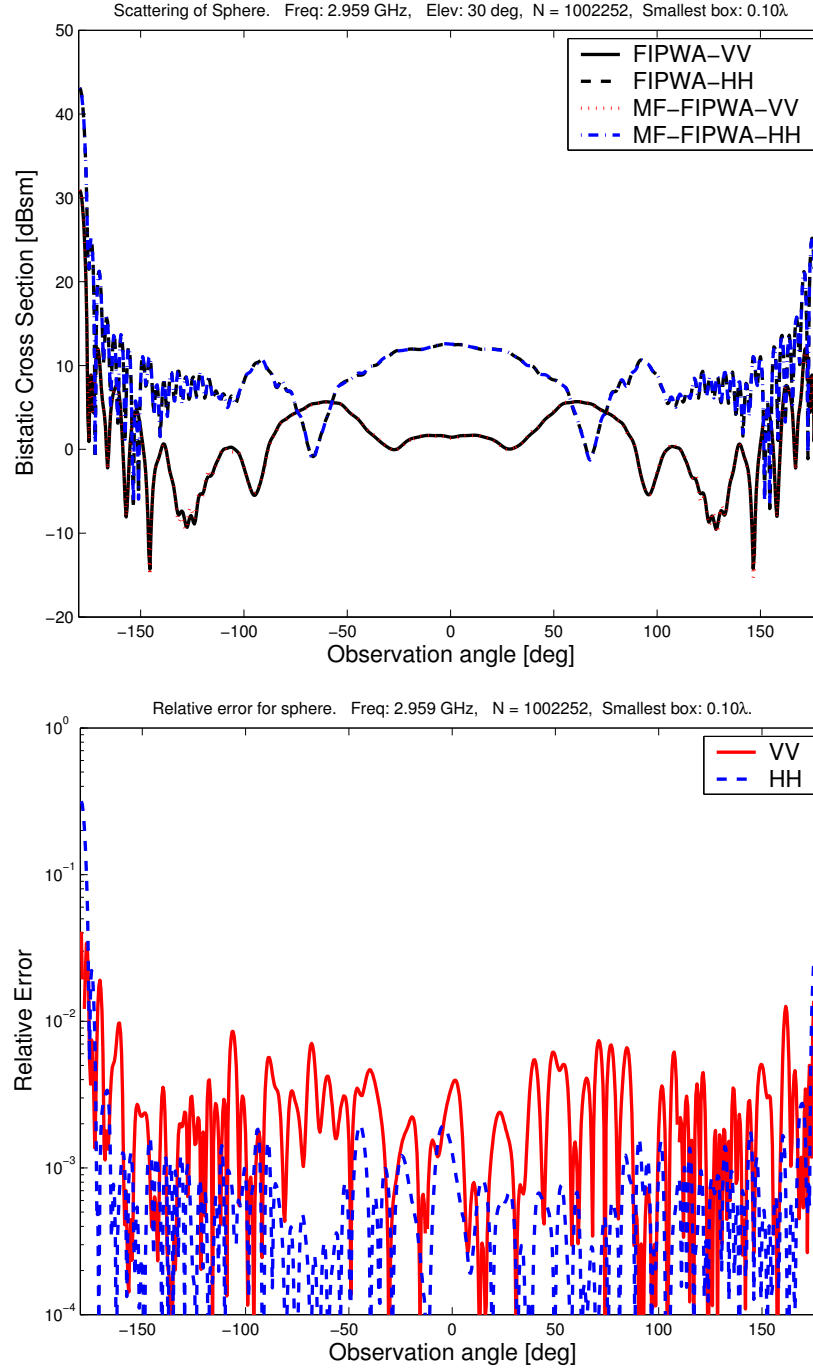 Scattering of Sphere. Freq: 2.959 GHz, Elev: 30 deg, N = 1002252, Smallest box: 0.10λ
50
40
30
20
10
0
−10
−20
Bistatic Cross Section [dBsm]
FIPWA−VV
FIPWA−HH
MF−FIPWA−VV
MF−FIPWA−HH
−150 −100 −50 0 50 100 150
Observation angle [deg]
Relative error for sphere. Freq: 2.959 GHz, N = 1002252, Smallest box: 0.10λ.
10⁰
10⁻¹
10⁻²
10⁻³
10⁻⁴
Relative Error
VV
HH
−150 −100 −50 0 50 100 150
Observation angle [deg]